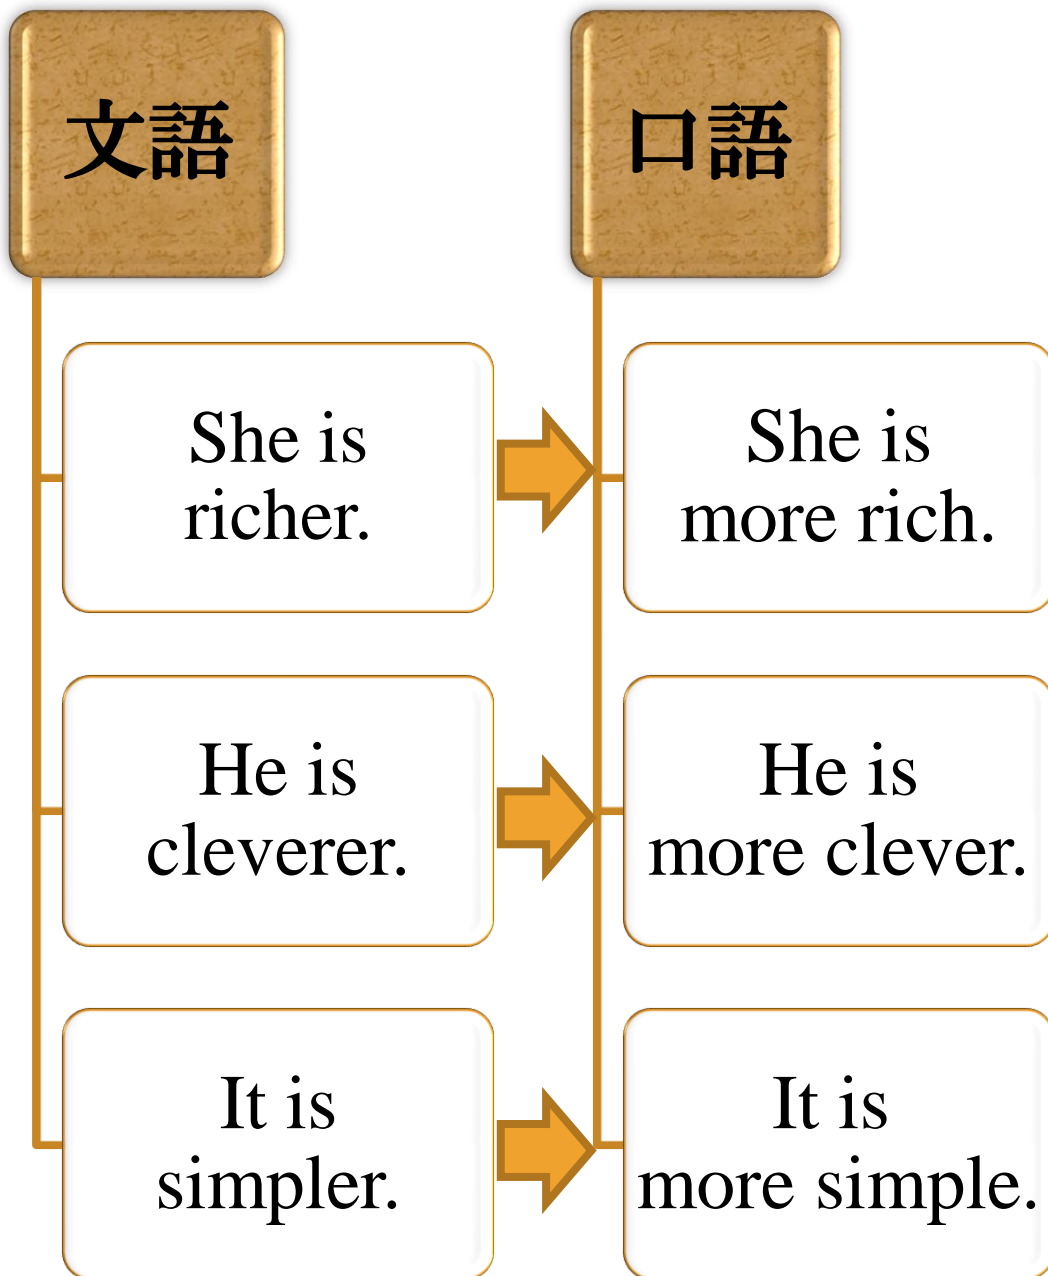 文語
She is
richer.
He is
cleverer.
It is
simpler.
口語
She is
more rich.
He is
more clever.
It is
more simple.